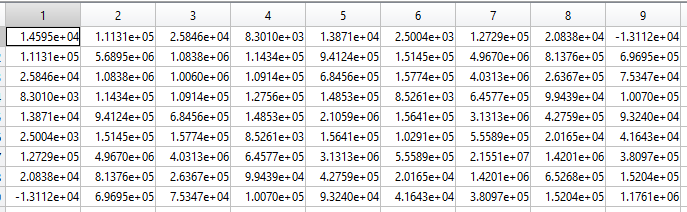 1 2 3 4 5 6 7 8 9
1.4595e+04 1.1131e+05 2.5846e+04 8.3010e+03 1.3871e+04 2.5004e+03 1.2729e+05 2.0838e+04 -1.3112e+04
1.1131e+05 5.6895e+06 1.0838e+06 1.1434e+05 9.4124e+05 1.5145e+05 4.9670e+06 8.1376e+05 6.9695e+05
2.5846e+04 1.0838e+06 1.0060e+06 1.0914e+05 6.8456e+05 1.5774e+05 4.0313e+06 2.6367e+05 7.5347e+04
8.3010e+03 1.1434e+05 1.0914e+05 1.2756e+05 1.4853e+05 8.5261e+03 6.4577e+05 9.9439e+04 1.0070e+05
1.3871e+04 9.4124e+05 6.8456e+05 1.4853e+05 2.1059e+06 1.5641e+05 3.1313e+06 4.2759e+05 9.3240e+04
2.5004e+03 1.5145e+05 1.5774e+05 8.5261e+03 1.5641e+05 1.0291e+05 5.5589e+05 2.0165e+04 4.1643e+04
1.2729e+05 4.9670e+06 4.0313e+06 6.4577e+05 3.1313e+06 5.5589e+05 2.1551e+07 1.4201e+06 3.8097e+05
2.0838e+04 8.1376e+05 2.6367e+05 9.9439e+04 4.2759e+05 2.0165e+04 1.4201e+06 6.5268e+05 1.5204e+05
-1.3112e+04 6.9695e+05 7.5347e+04 1.0070e+05 9.3240e+04 4.1643e+04 3.8097e+05 1.5204e+05 1.1761e+06